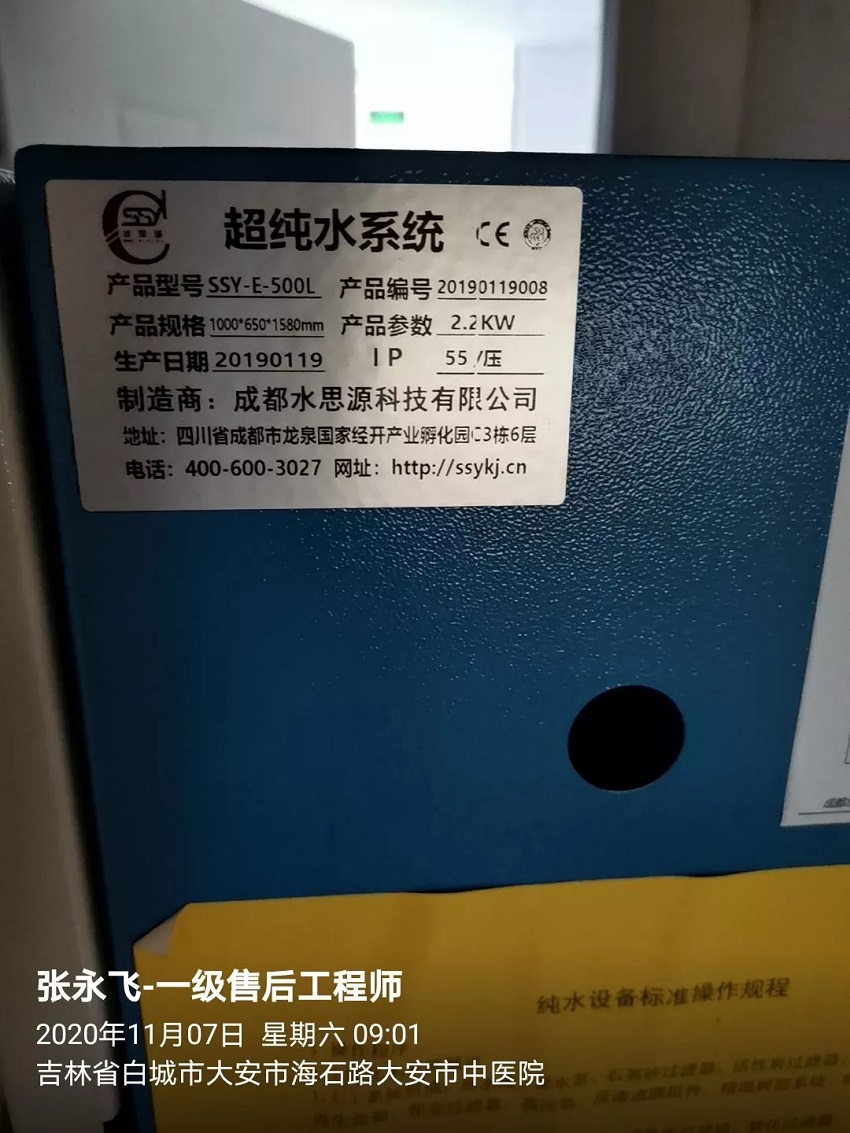 SSY
超纯水系统 CE
产品型号 SSY-E-500L 产品编号 20190119008
产品规格 1000*650*1580mm 产品参数 2.2KW
生产日期 20190119 IP 55/压
制造商：成都水思源科技有限公司
地址：四川省成都市龙泉国家经开产业孵化园C3栋6层
电话：400-600-3027 网址：http://ssykj.cn
纯水设备标准操作规程
张永飞-一级售后工程师
2020年11月07日 星期六 09:01
吉林省白城市大安市海石路大安市中医院